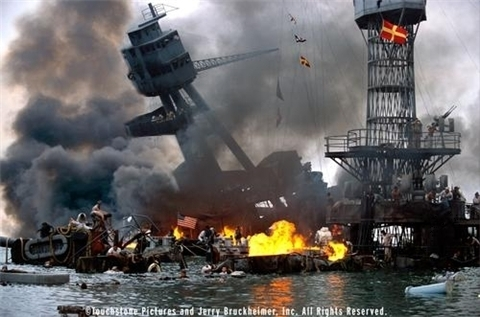 ©Touchstone Pictures and Jerry Bruckheimer, Inc. All Rights Reserved.